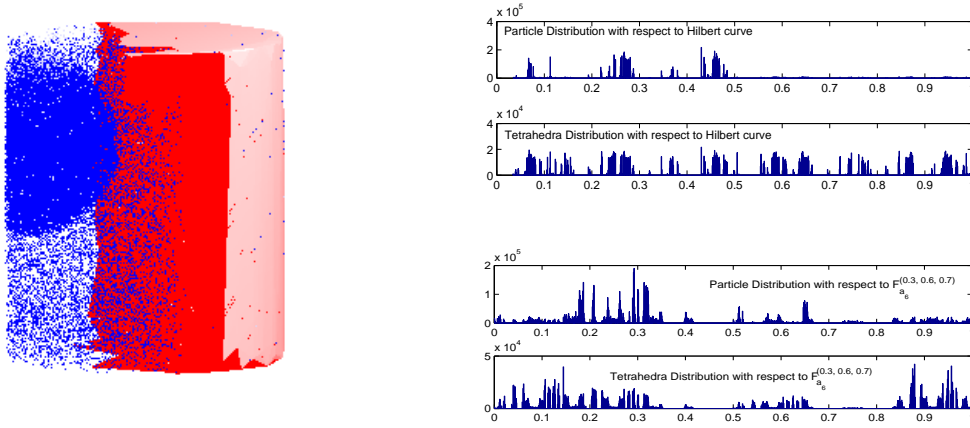 x 10^5
Particle Distribution with respect to Hilbert curve
4
2
0
0 0.1 0.2 0.3 0.4 0.5 0.6 0.7 0.8 0.9
x 10^4
Tetrahedra Distribution with respect to Hilbert curve
4
2
0
0 0.1 0.2 0.3 0.4 0.5 0.6 0.7 0.8 0.9
x 10^5
Particle Distribution with respect to F_{a_6}^{(0.3, 0.6, 0.7)}
2
1
0
0 0.1 0.2 0.3 0.4 0.5 0.6 0.7 0.8 0.9
x 10^4
Tetrahedra Distribution with respect to F_{a_6}^{(0.3, 0.6, 0.7)}
5
0
0 0.1 0.2 0.3 0.4 0.5 0.6 0.7 0.8 0.9